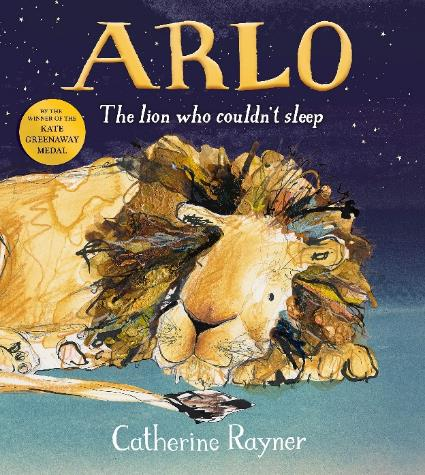 ARLO
The lion who couldn't sleep
BY THE
WINNER OF THE
KATE
GREENAWAY
MEDAL
Catherine Rayner